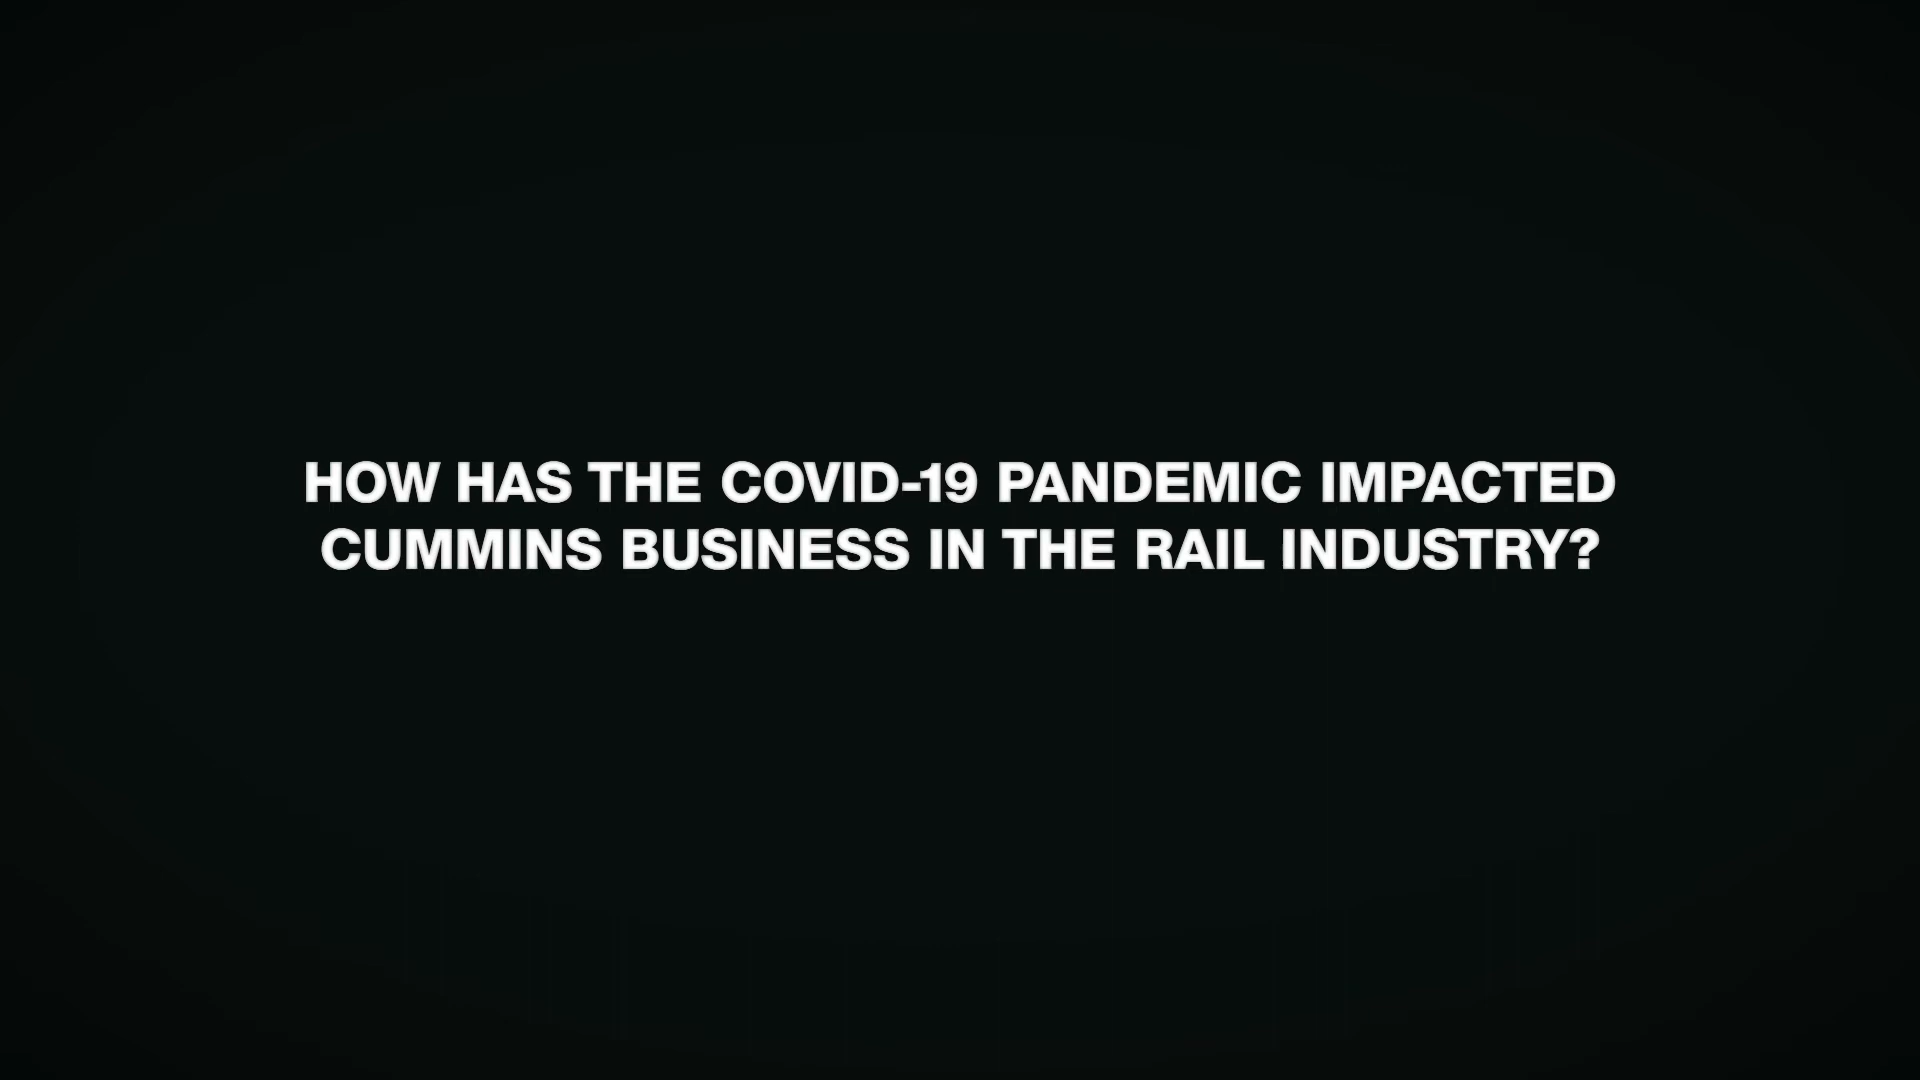 HOW HAS THE COVID-19 PANDEMIC IMPACTED
CUMMINS BUSINESS IN THE RAIL INDUSTRY?